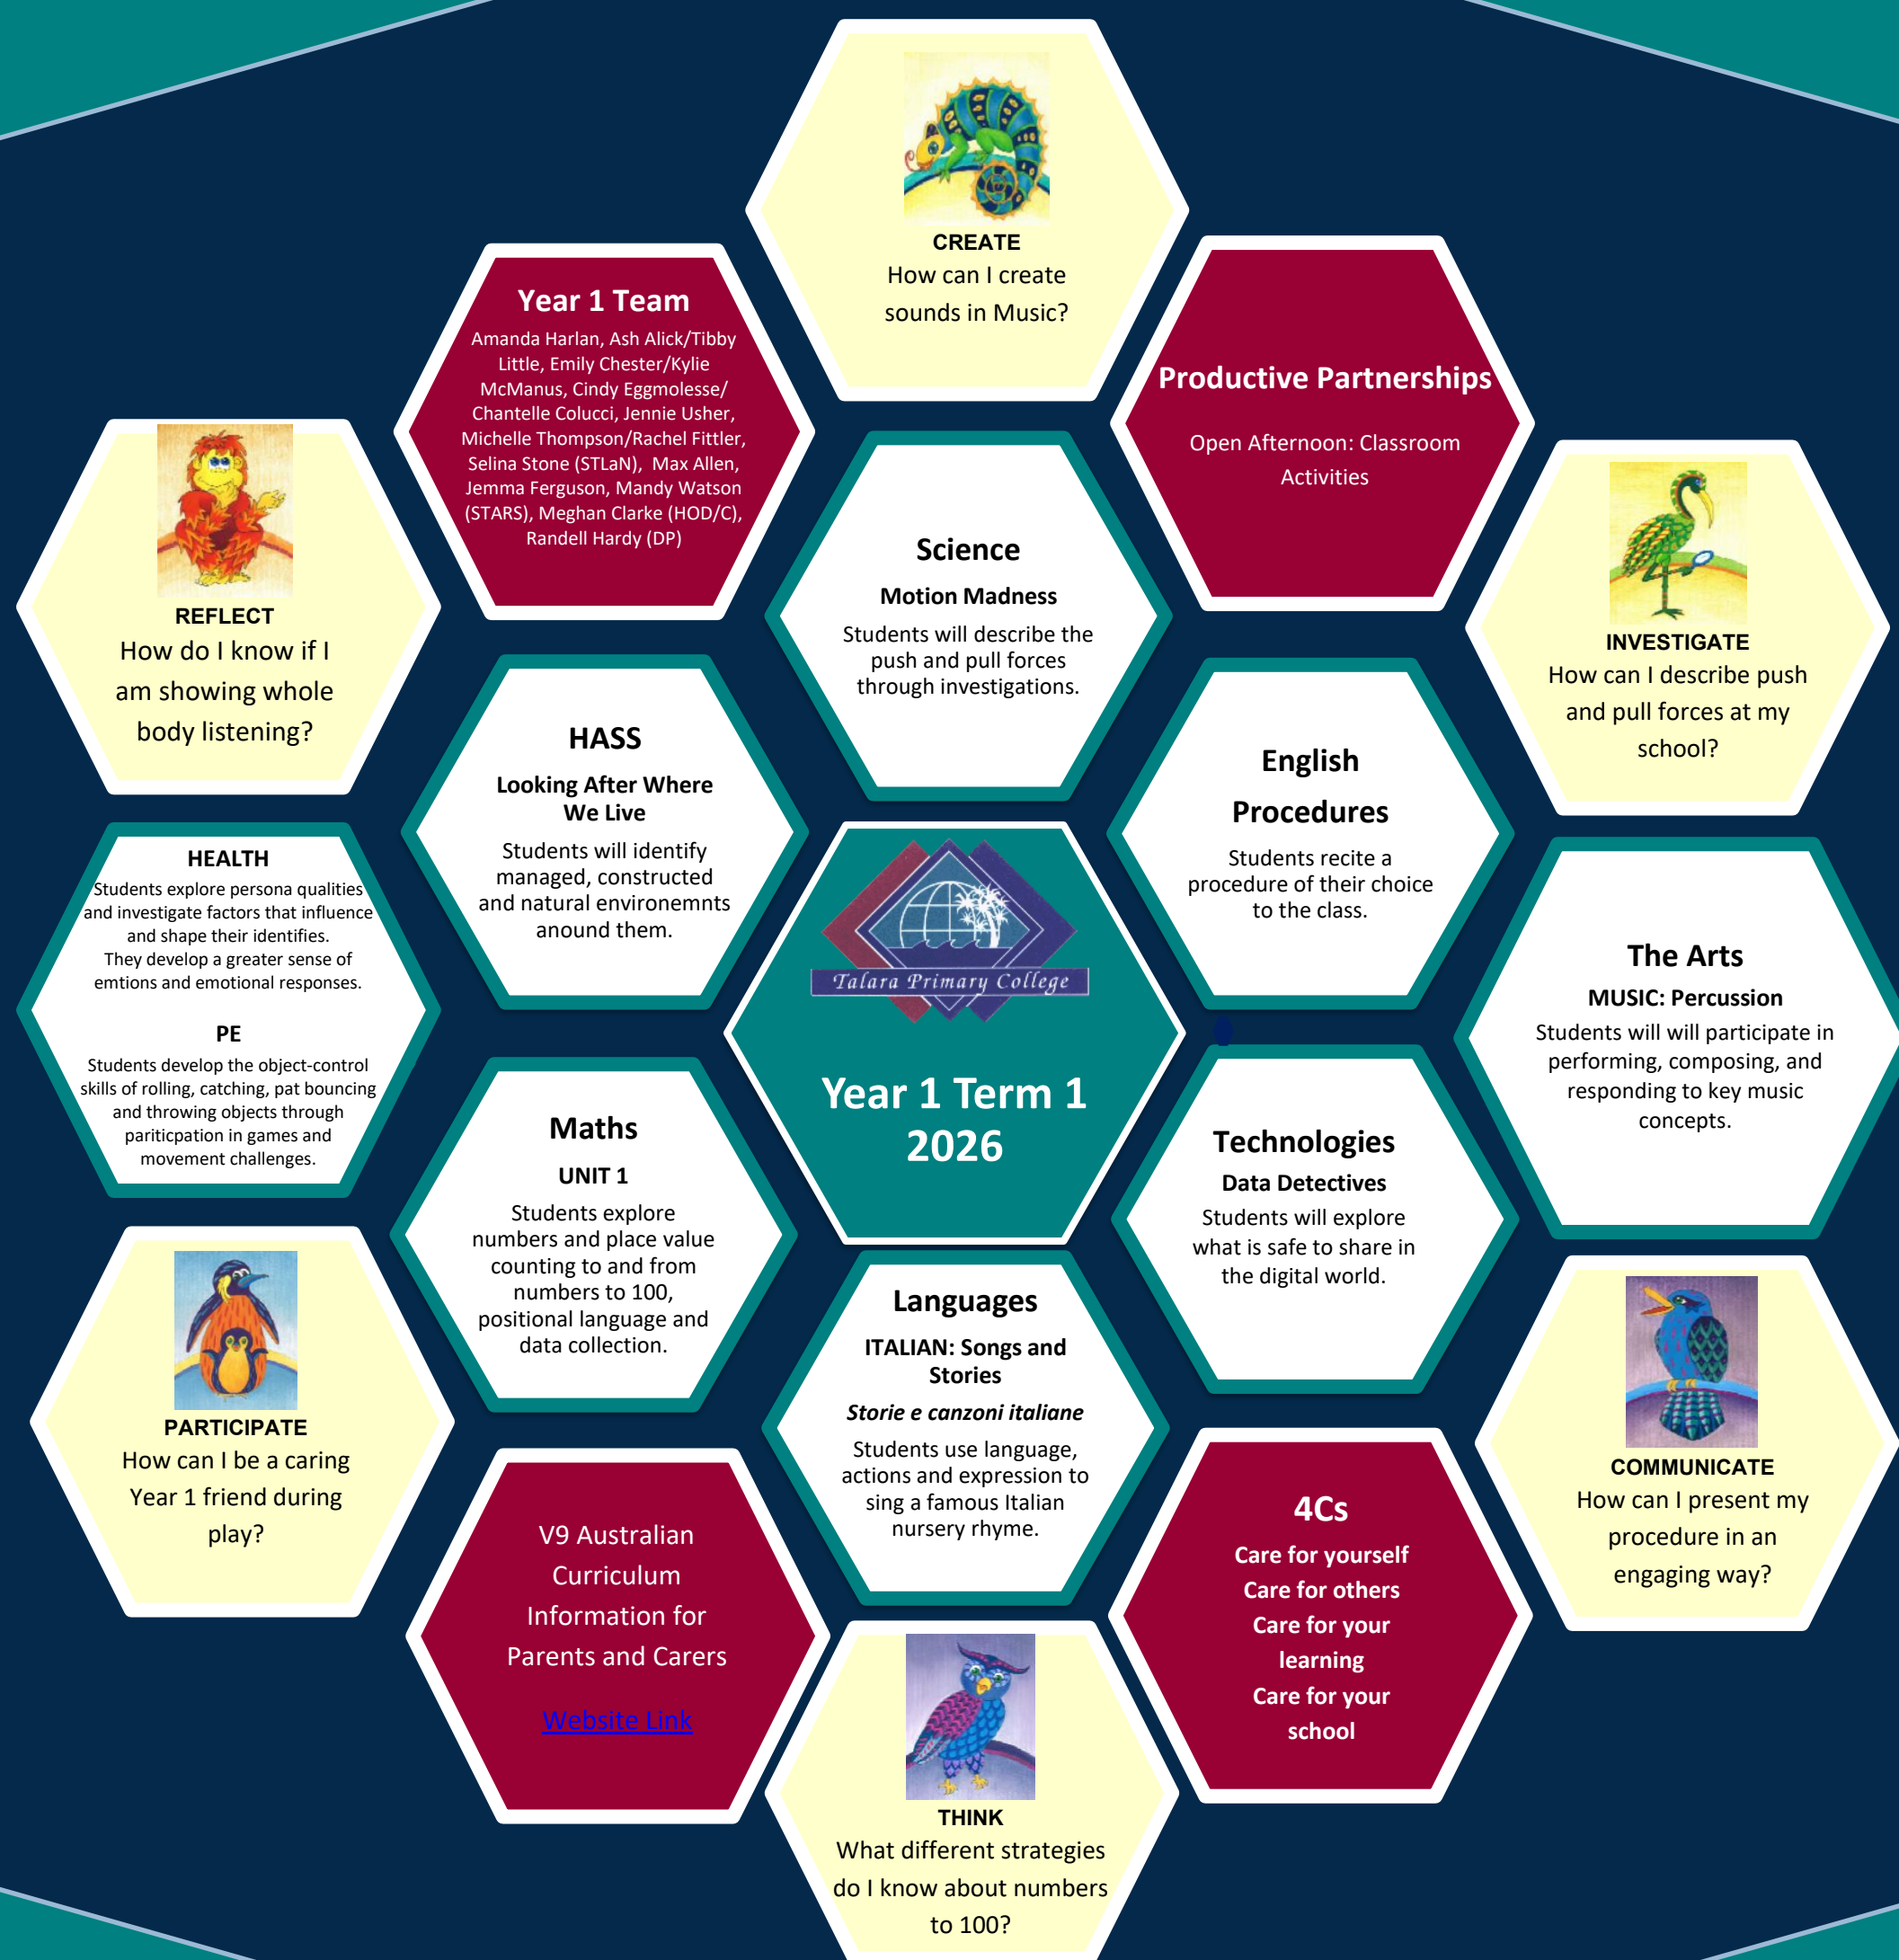 CREATE
How can I create
sounds in Music?
Year 1 Team
Amanda Harlan, Ash Alick/Tibby
Little, Emily Chester/Kylie
McManus, Cindy Eggmolesse/
Chantelle Colucci, Jennie Usher,
Michelle Thompson/Rachel Fittler,
Selina Stone (STLaN), Max Allen,
Jemma Ferguson, Mandy Watson
(STARS), Meghan Clarke (HOD/C),
Randell Hardy (DP)
Productive Partnerships
Open Afternoon: Classroom
Activities
REFLECT
How do I know if I
am showing whole
body listening?
Science
Motion Madness
Students will describe the
push and pull forces
through investigations.
INVESTIGATE
How can I describe push
and pull forces at my
school?
HASS
Looking After Where
We Live
Students will identify
managed, constructed
and natural environemnts
anound them.
English
Procedures
Students recite a
procedure of their choice
to the class.
HEALTH
Students explore persona qualities
and investigate factors that influence
and shape their identifies.
They develop a greater sense of
emtions and emotional responses.
PE
Students develop the object-control
skills of rolling, catching, pat bouncing
and throwing objects through
pariticpation in games and
movement challenges.
Talara Primary College
Year 1 Term 1
2026
The Arts
MUSIC: Percussion
Students will will participate in
performing, composing, and
responding to key music
concepts.
Maths
UNIT 1
Students explore
numbers and place value
counting to and from
numbers to 100,
positional language and
data collection.
Technologies
Data Detectives
Students will explore
what is safe to share in
the digital world.
PARTICIPATE
How can I be a caring
Year 1 friend during
play?
Languages
ITALIAN: Songs and
Stories
Storie e canzoni italiane
Students use language,
actions and expression to
sing a famous Italian
nursery rhyme.
COMMUNICATE
How can I present my
procedure in an
engaging way?
V9 Australian
Curriculum
Information for
Parents and Carers
Website Link
4Cs
Care for yourself
Care for others
Care for your
learning
Care for your
school
THINK
What different strategies
do I know about numbers
to 100?